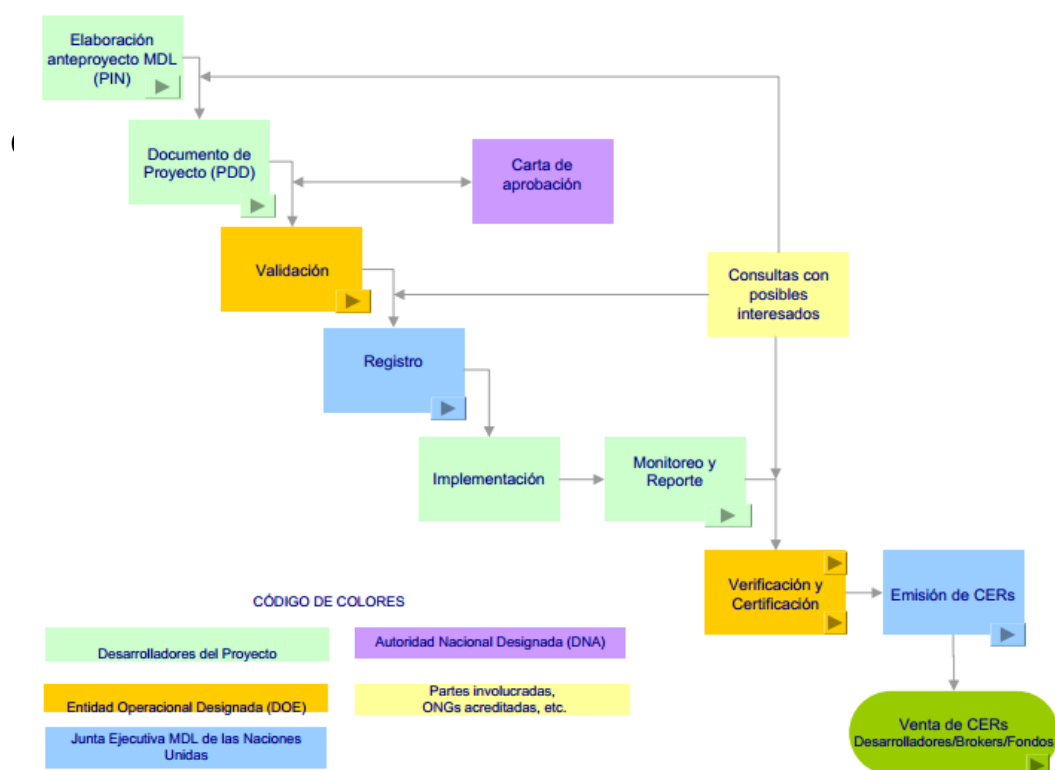 Elaboración
anteproyecto MDL
(PIN)
Documento de
Proyecto (PDD)
Carta de
aprobación
Validación
Consultas con
posibles
interesados
Registro
Implementación
Monitoreo y
Reporte
Verificación y
Certificación
Emisión de CERs
Venta de CERs
Desarrolladores/Brokers/Fondos
CÓDIGO DE COLORES
Desarrolladores del Proyecto
Autoridad Nacional Designada (DNA)
Entidad Operacional Designada (DOE)
Partes involucradas,
ONGs acreditadas, etc.
Junta Ejecutiva MDL de las Naciones
Unidas